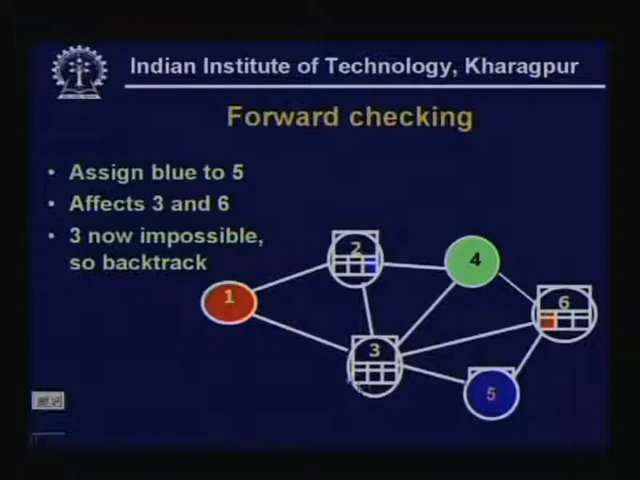 Indian Institute of Technology, Kharagpur
Forward checking
• Assign blue to 5
• Affects 3 and 6
• 3 now impossible,
so backtrack
2
4
1
6
3
5